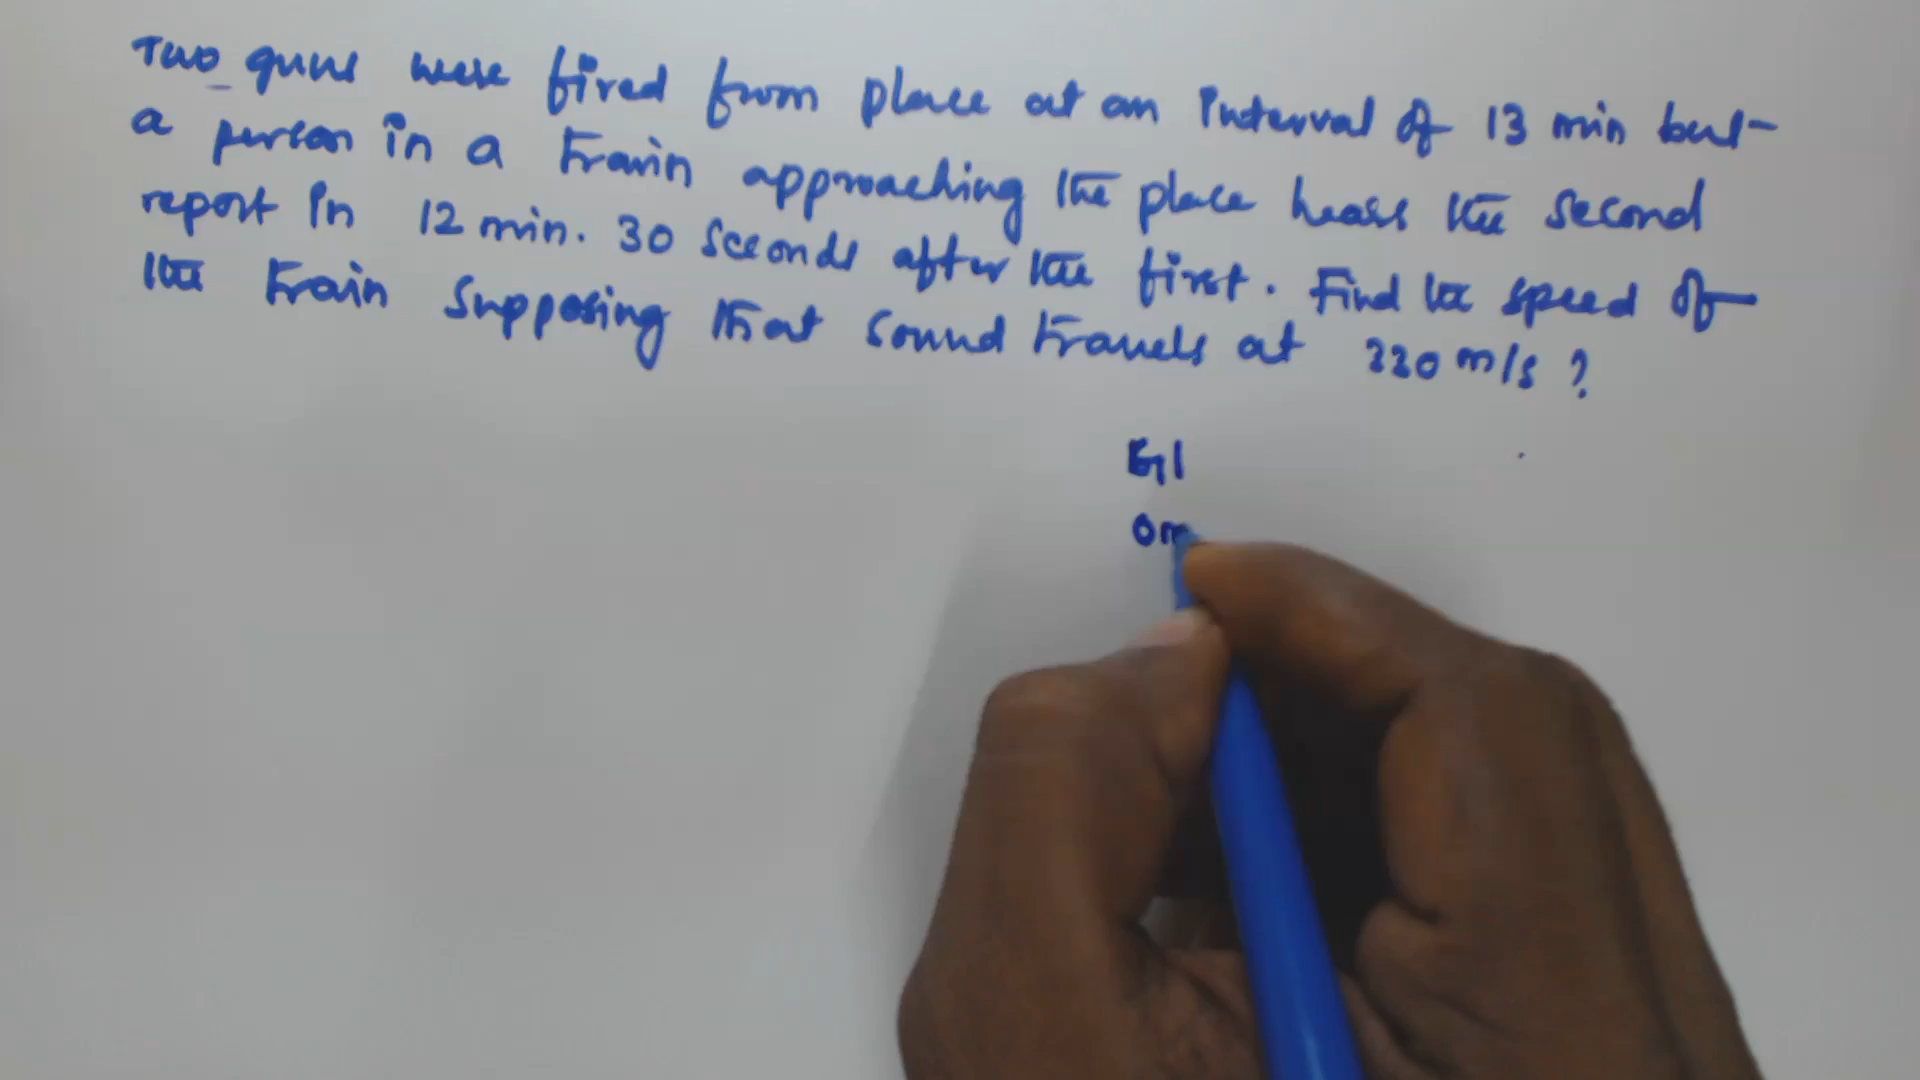 Two guns were fired from place at an interval of 13 min but
a person in a train approaching the place hears the second
report in 12 min. 30 seconds after the first. Find the speed of
the train supposing that sound travels at 330 m/s ?
G1
0m